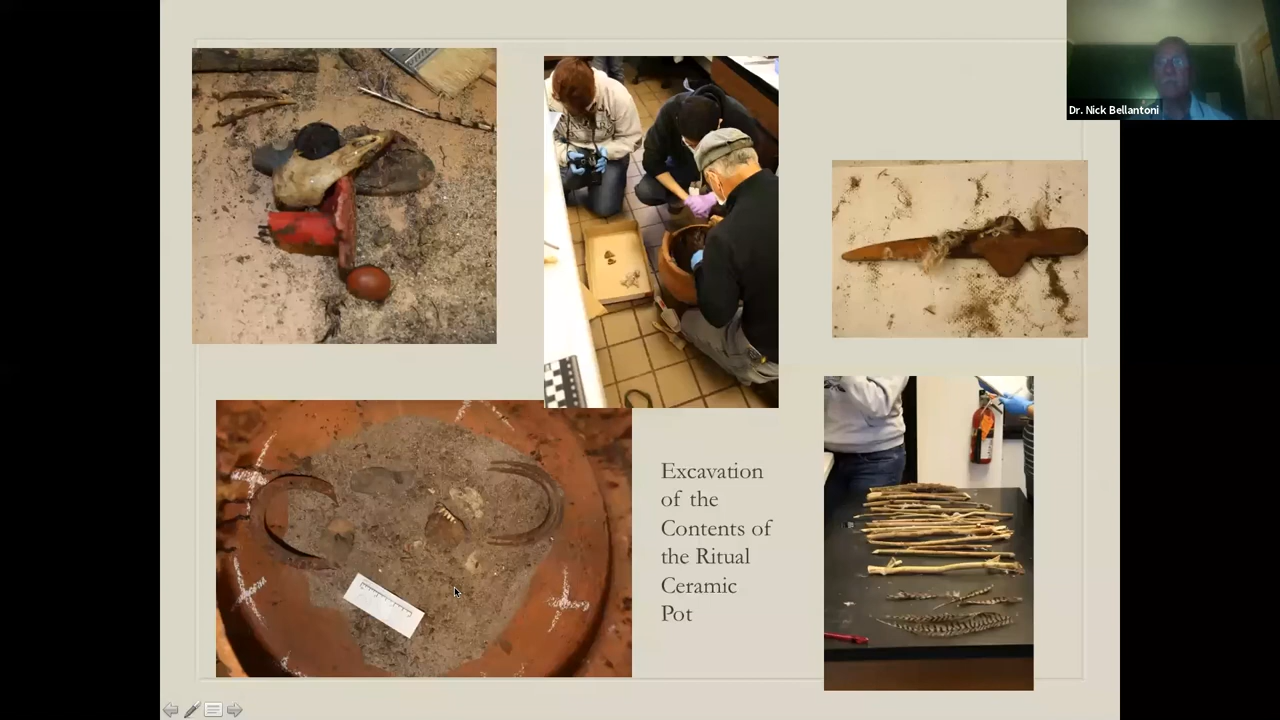 Dr. Nick Bellantoni
Excavation
of the
Contents of
the Ritual
Ceramic
Pot